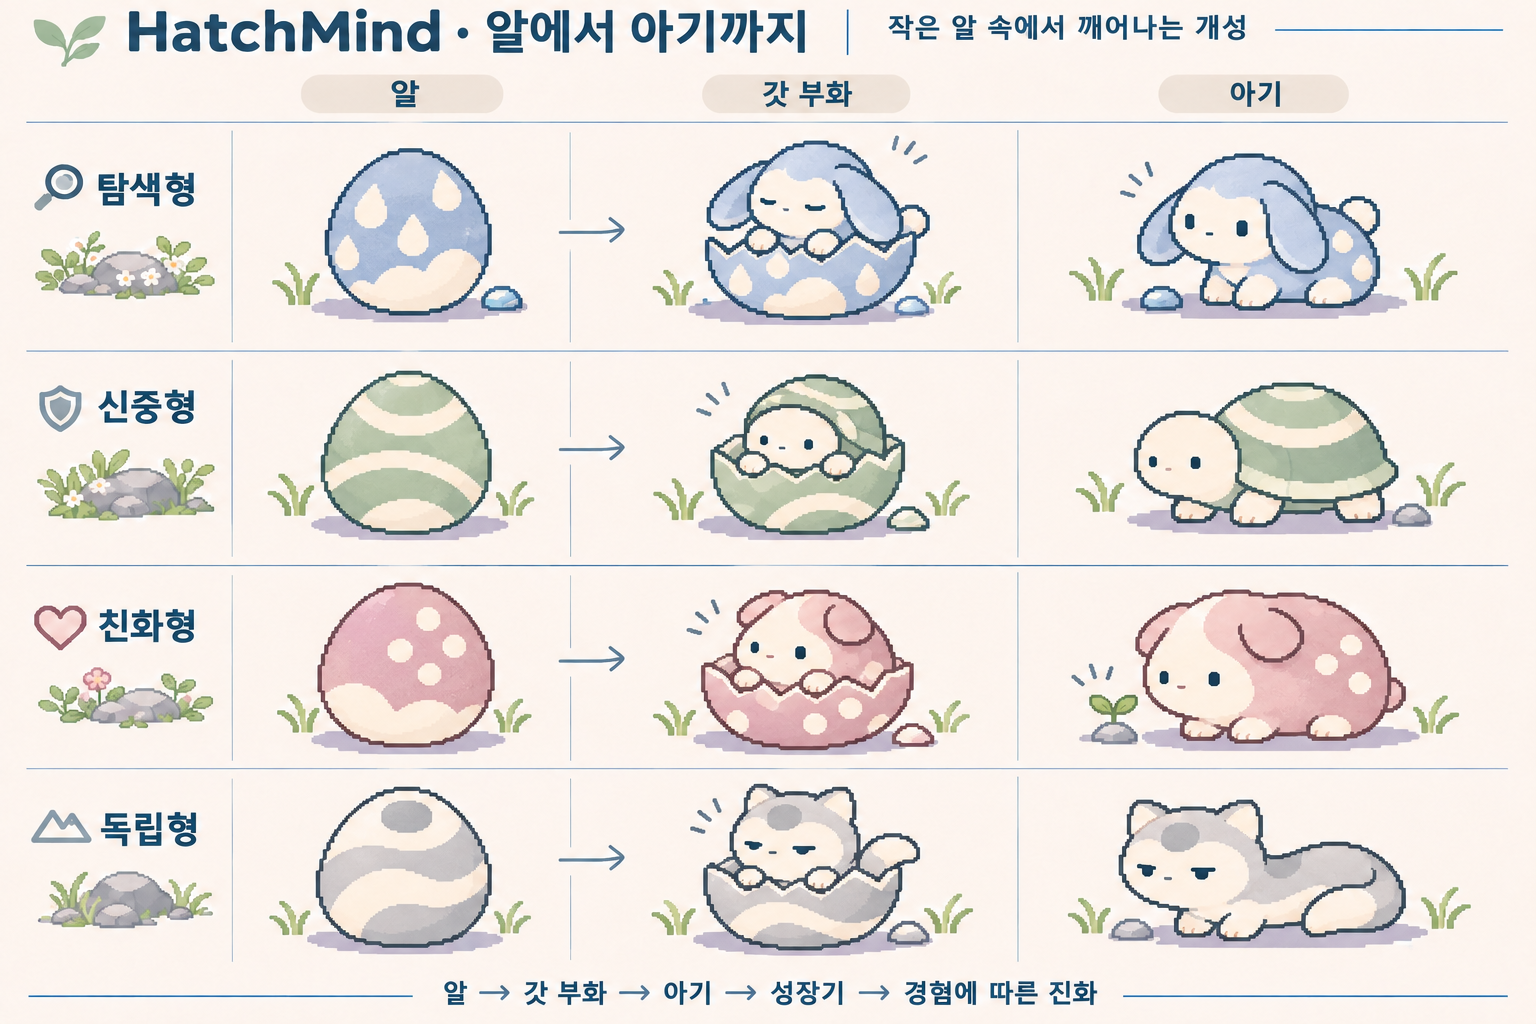 HatchMind · 알에서 아기까지
작은 알 속에서 깨어나는 개성
알
갓 부화
아기
탐색형
신중형
친화형
독립형
알 → 갓 부화 → 아기 → 성장기 → 경험에 따른 진화